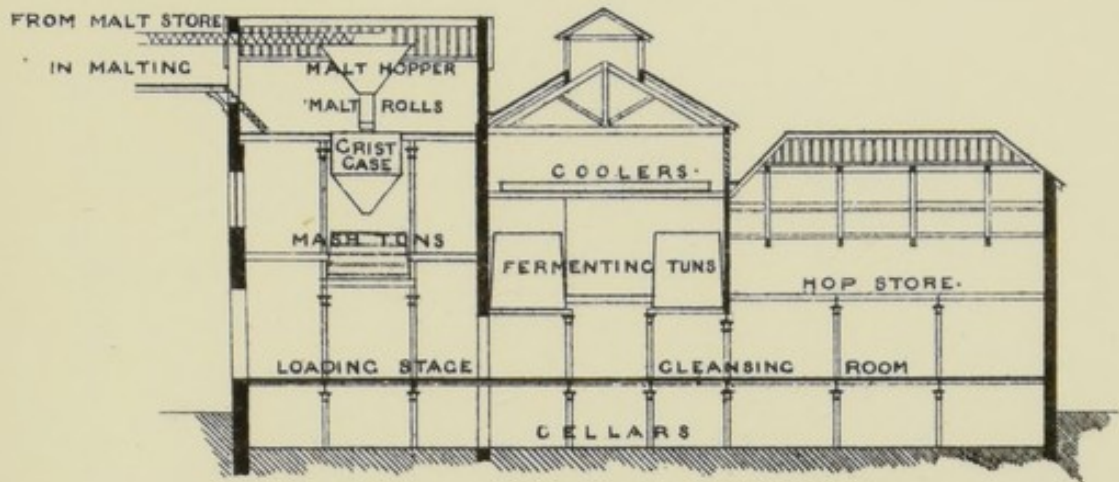 FROM MALT STORE
IN MALTING
MALT HOPPER
MALT ROLLS
GRIST
CASE
COOLERS.
MASH TUNS
FERMENTING TUNS
HOP STORE.
LOADING STAGE
CLEANSING ROOM
CELLARS